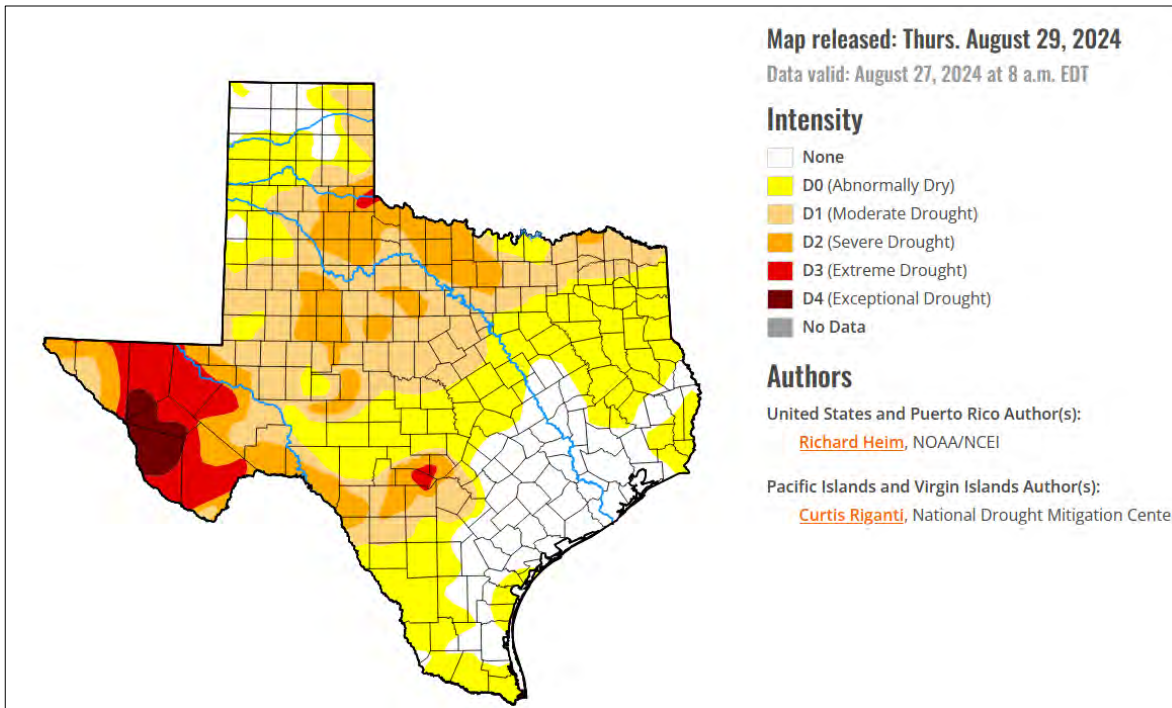 Map released: Thurs. August 29, 2024
Data valid: August 27, 2024 at 8 a.m. EDT
Intensity
None
D0 (Abnormally Dry)
D1 (Moderate Drought)
D2 (Severe Drought)
D3 (Extreme Drought)
D4 (Exceptional Drought)
No Data
Authors
United States and Puerto Rico Author(s):
Richard Heim, NOAA/NCEI
Pacific Islands and Virgin Islands Author(s):
Curtis Riganti, National Drought Mitigation Cente